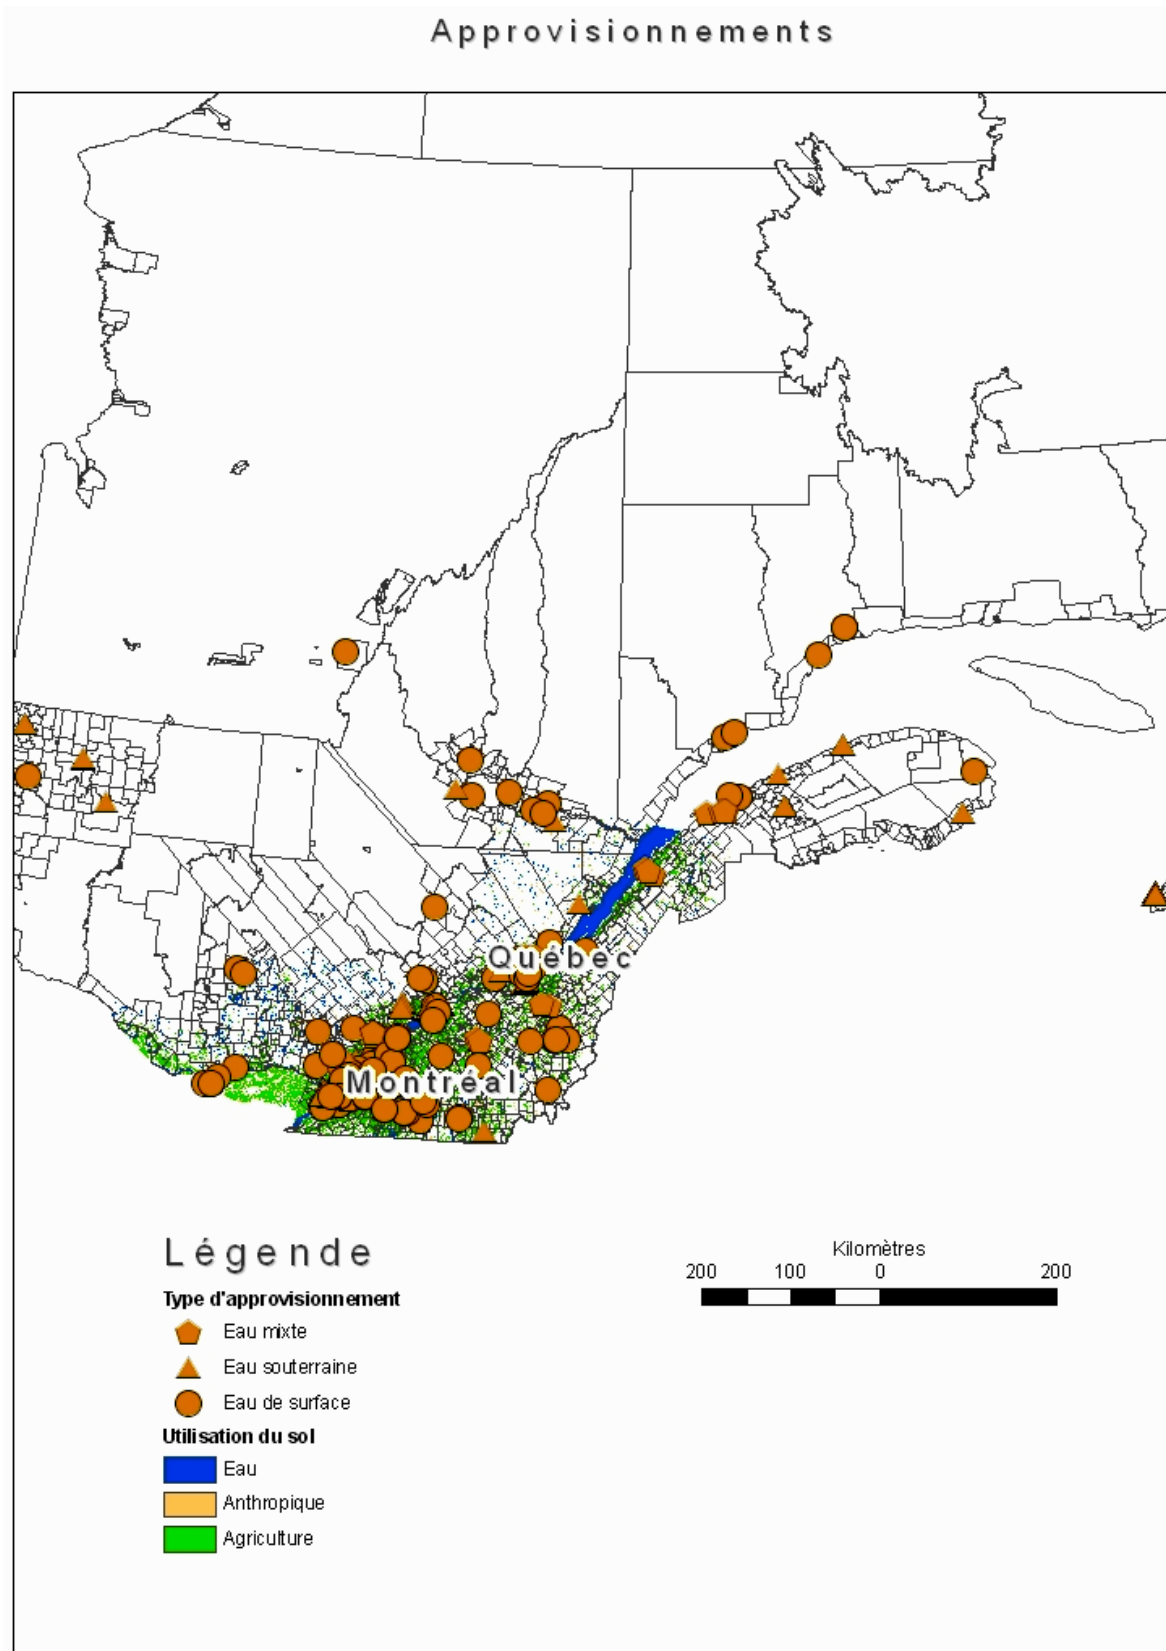 Approvisionnements
Québec
Montréal
Légende
Type d'approvisionnement
Eau mixte
Eau souterraine
Eau de surface
Utilisation du sol
Eau
Anthropique
Agriculture
Kilomètres
200 100 0 200